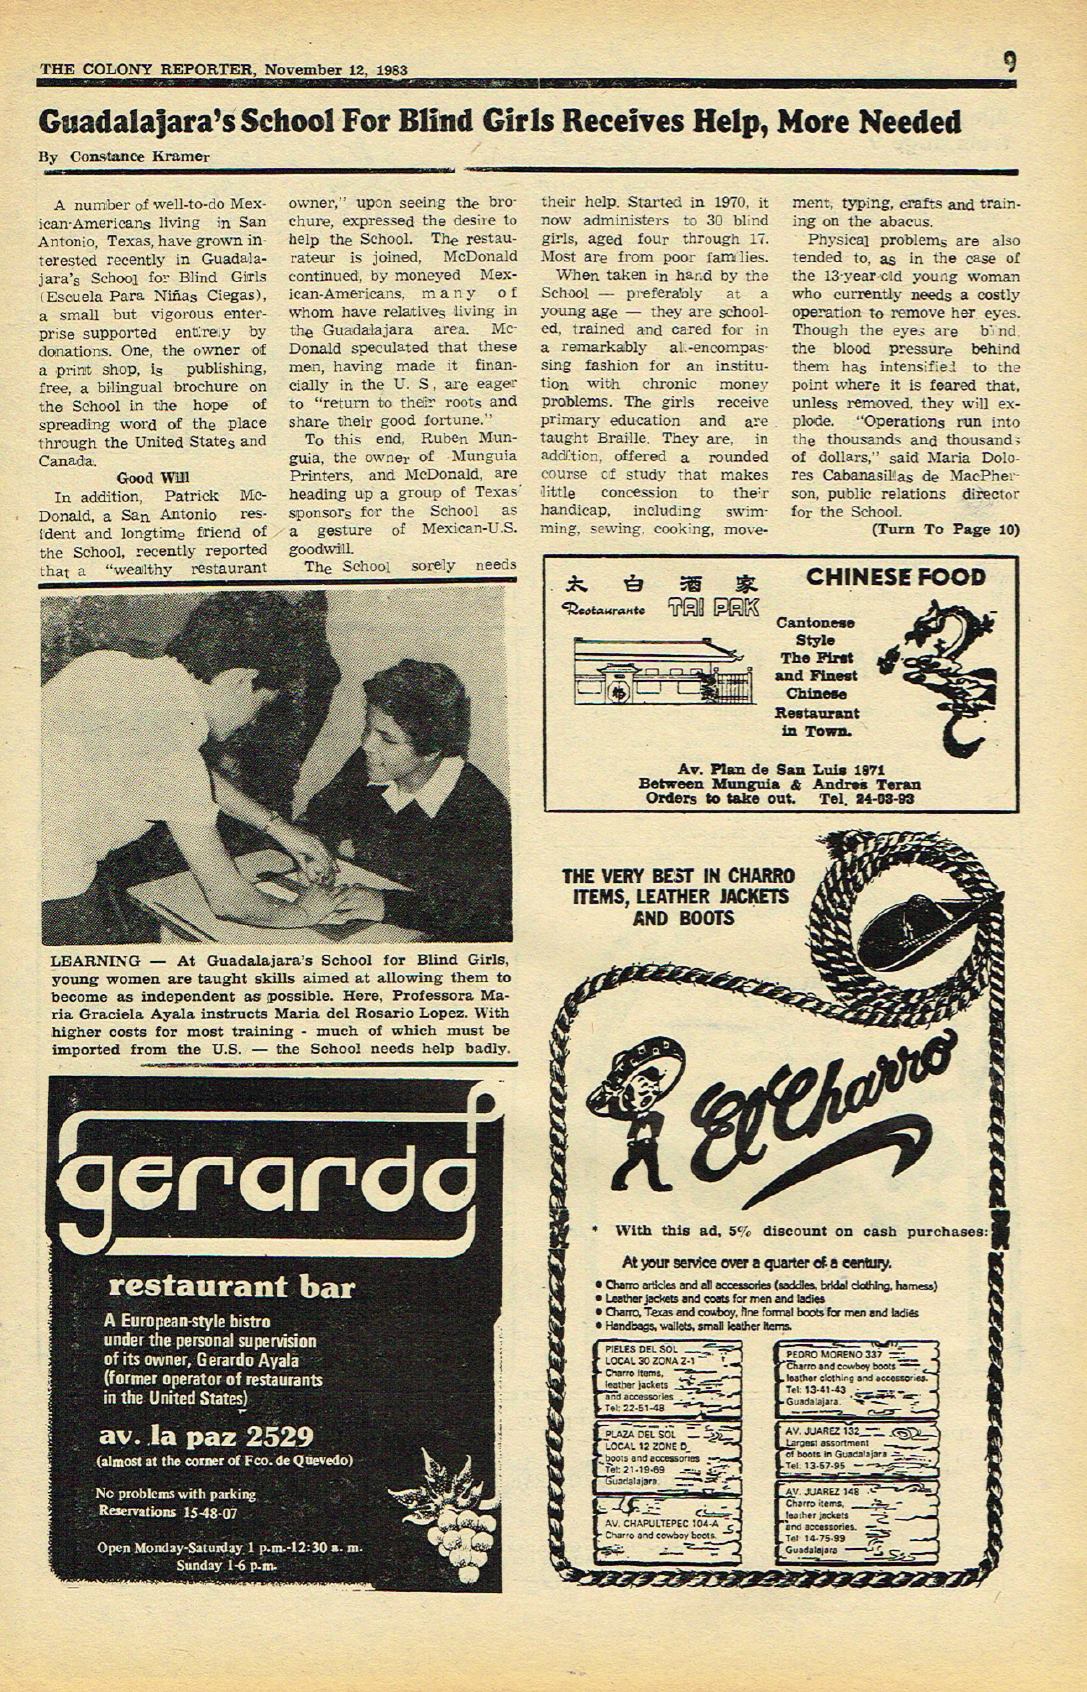 THE COLONY REPORTER, November 12, 1983
9
Guadalajara's School For Blind Girls Receives Help, More Needed
By Constance Kramer
A number of well-to-do Mex-
ican-Americans living in San
Antonio, Texas, have grown in-
terested recently in Guadala-
jara's School for Blind Girls
(Escuela Para Niñas Ciegas),
a small but vigorous enter-
prise supported entirely by
donations. One, the owner of
a print shop, is publishing,
free, a bilingual brochure on
the School in the hope of
spreading word of the place
through the United States and
Canada.
Good Will
In addition, Patrick Mc-
Donald, a San Antonio res-
ident and longtime friend of
the School, recently reported
that a "wealthy restaurant
owner," upon seeing the bro-
chure, expressed the desire to
help the School. The restau-
rateur is joined, McDonald
continued, by moneyed Mex-
ican-Americans, many of
whom have relatives living in
the Guadalajara area. Mc-
Donald speculated that these
men, having made it finan-
cially in the U. S, are eager
to "return to their roots and
share their good fortune."
To this end, Ruben Mun-
guia, the owner of Munguia
Printers, and McDonald, are
heading up a group of Texas
sponsors for the School as
a gesture of Mexican-U.S.
goodwill.
The School sorely needs
their help. Started in 1970, it
now administers to 30 blind
girls, aged four through 17.
Most are from poor families.
When taken in hand by the
School — preferably at a
young age — they are school-
ed, trained and cared for in
a remarkably all-encompas-
sing fashion for an institu-
tion with chronic money
problems. The girls receive
primary education and are
taught Braille. They are, in
addition, offered a rounded
course of study that makes
little concession to their
handicap, including swim-
ming, sewing, cooking, move-
ment, typing, crafts and train-
ing on the abacus.
Physical problems are also
tended to, as in the case of
the 13-year-old young woman
who currently needs a costly
operation to remove her eyes.
Though the eyes are blind,
the blood pressure behind
them has intensified to the
point where it is feared that,
unless removed, they will ex-
plode. "Operations run into
the thousands and thousands
of dollars," said Maria Dolo-
res Cabanasillas de MacPher-
son, public relations director
for the School.
(Turn To Page 10)
LEARNING — At Guadalajara's School for Blind Girls,
young women are taught skills aimed at allowing them to
become as independent as possible. Here, Professora Ma-
ria Graciela Ayala instructs Maria del Rosario Lopez. With
higher costs for most training - much of which must be
imported from the U.S. — the School needs help badly.
太白酒家
CHINESE FOOD
Restaurante TAI PAK
Cantonese
Style
The First
and Finest
Chinese
Restaurant
in Town.
Av. Plan de San Luis 1871
Between Munguia & Andres Teran
Orders to take out. Tel. 24-03-93
gerardo
restaurant bar
A European-style bistro
under the personal supervision
of its owner, Gerardo Ayala
(former operator of restaurants
in the United States)
av. la paz 2529
(almost at the corner of Fco. de Quevedo)
No problems with parking
Reservations 15-48-07
Open Monday-Saturday 1 p.m.-12:30 a. m.
Sunday 1-6 p.m.
THE VERY BEST IN CHARRO
ITEMS, LEATHER JACKETS
AND BOOTS
El Charro
* With this ad, 5% discount on cash purchases:
At your service over a quarter of a century.
• Charro articles and all accessories (saddles, bridal clothing, harness)
• Leather jackets and coats for men and ladies
• Charro, Texas and cowboy, fine formal boots for men and ladies
• Handbags, wallets, small leather items.
PIELES DEL SOL
LOCAL 30 ZONA 2-1
Charro items,
leather jackets
and accessories
Tel: 22-51-48
PLAZA DEL SOL
LOCAL 12 ZONE D
boots and accessories
Tel: 21-19-69
Guadalajara.
AV. CHAPULTEPEC 104-A
Charro and cowboy boots.
PEDRO MORENO 337
Charro and cowboy boots
leather clothing and accessories.
Tel: 13-41-43
Guadalajara.
AV. JUAREZ 132
Largest assortment
of boots in Guadalajara
Tel. 13-57-95
AV. JUAREZ 148
Charro items,
leather jackets
and accessories.
Tel 14-75-99
Guadalajara